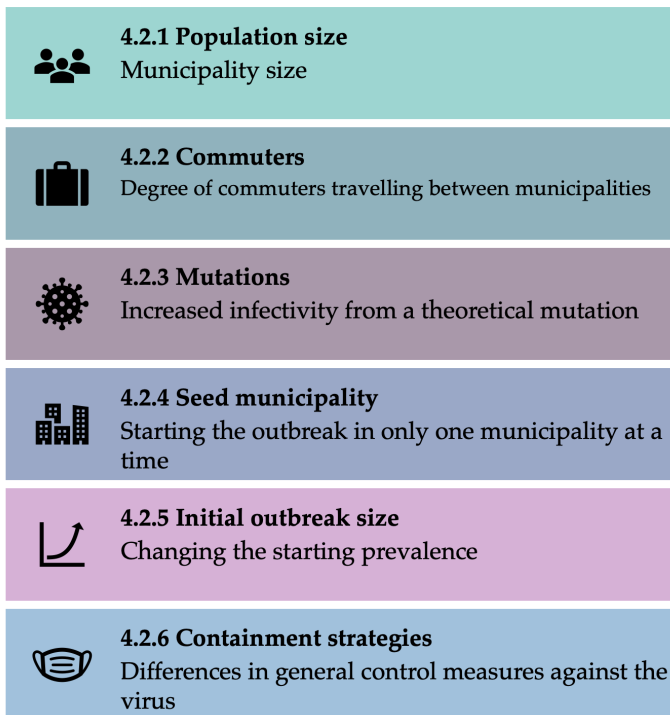 4.2.1 Population size
Municipality size
4.2.2 Commuters
Degree of commuters travelling between municipalities
4.2.3 Mutations
Increased infectivity from a theoretical mutation
4.2.4 Seed municipality
Starting the outbreak in only one municipality at a
time
4.2.5 Initial outbreak size
Changing the starting prevalence
4.2.6 Containment strategies
Differences in general control measures against the
virus